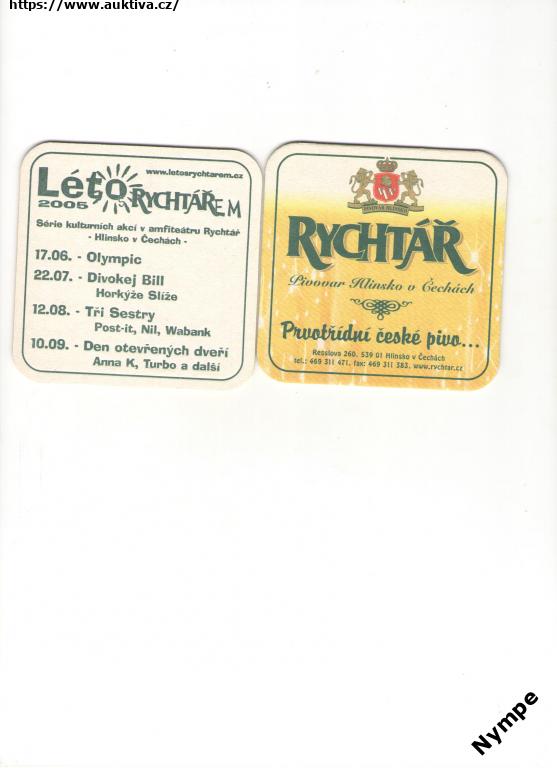 https://www.auktiva.cz/
www.letosrychtarem.cz
Léto
2005
s RYCHTÁŘEM
Série kulturních akcí v amfiteátru Rychtář
- Hlinsko v Čechách -
17.06. - Olympic
22.07. - Divokej Bill
Horkýže Slíže
12.08. - Tři Sestry
Post-it, Nil, Wabank
10.09. - Den otevřených dveří
Anna K, Turbo a další
PIVOVAR HLINSKO
RYCHTÁŘ
Pivovar Hlinsko v Čechách
Prvotřídní české pivo...
Resslova 260, 539 01 Hlinsko v Čechách
tel.: 469 311 471, fax: 469 311 383, www.rychtar.cz
Nympe